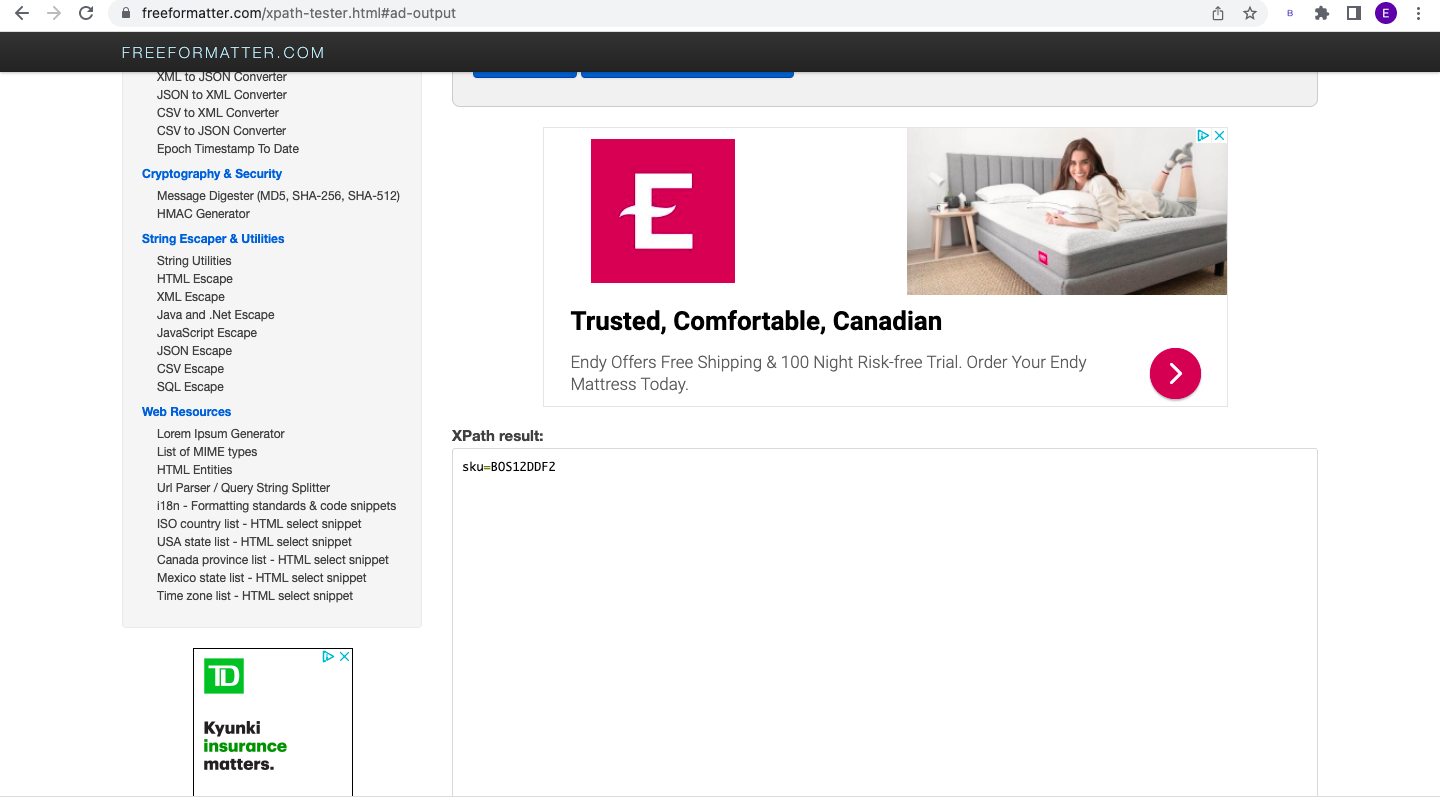 freeformatter.com/xpath-tester.html#ad-output
B
E
FREEFORMATTER.COM
XML to JSON Converter
JSON to XML Converter
CSV to XML Converter
CSV to JSON Converter
Epoch Timestamp To Date
Cryptography & Security
Message Digester (MD5, SHA-256, SHA-512)
HMAC Generator
String Escaper & Utilities
String Utilities
HTML Escape
XML Escape
Java and .Net Escape
JavaScript Escape
JSON Escape
CSV Escape
SQL Escape
Web Resources
Lorem Ipsum Generator
List of MIME types
HTML Entities
Url Parser / Query String Splitter
i18n - Formatting standards & code snippets
ISO country list - HTML select snippet
USA state list - HTML select snippet
Canada province list - HTML select snippet
Mexico state list - HTML select snippet
Time zone list - HTML select snippet
TD
Kyunki
insurance
matters.
E
Trusted, Comfortable, Canadian
Endy Offers Free Shipping & 100 Night Risk-free Trial. Order Your Endy
Mattress Today.
XPath result:
sku=BOS12DDF2